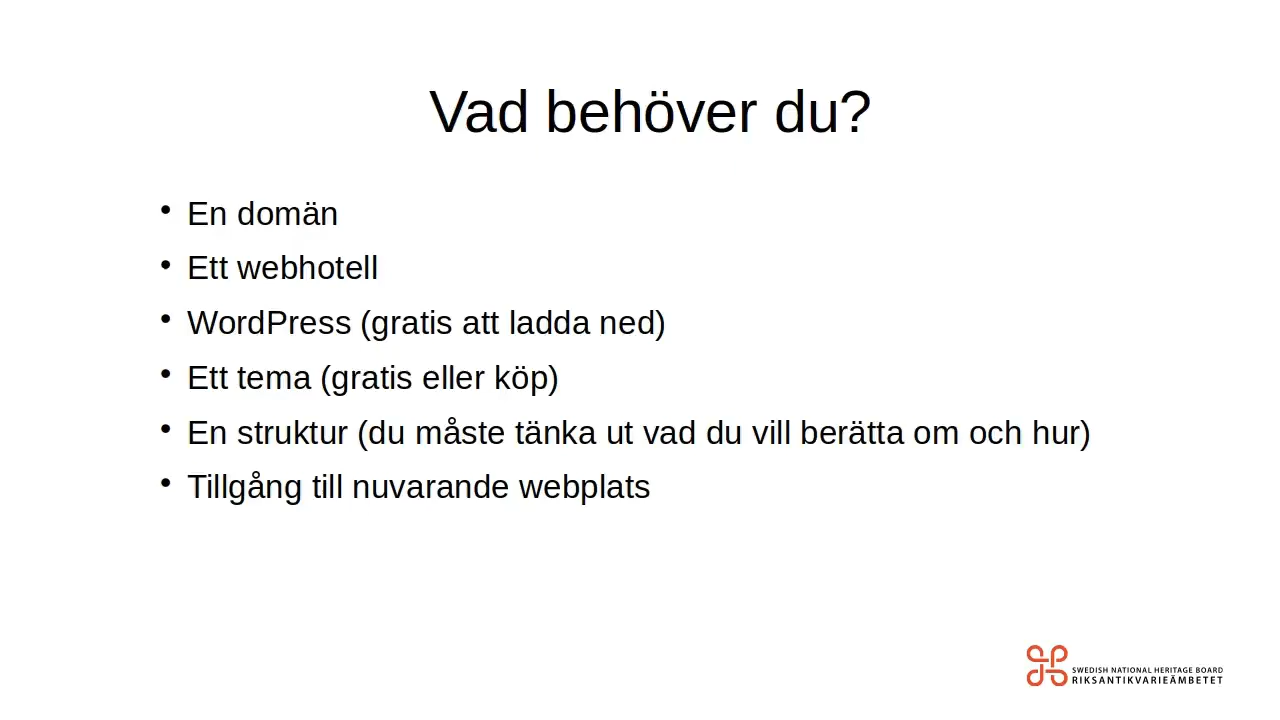 Vad behöver du?
• En domän
• Ett webhotell
• WordPress (gratis att ladda ned)
• Ett tema (gratis eller köp)
• En struktur (du måste tänka ut vad du vill berätta om och hur)
• Tillgång till nuvarande webplats
SWEDISH NATIONAL HERITAGE BOARD
RIKSANTIKVARIEÄMBETET